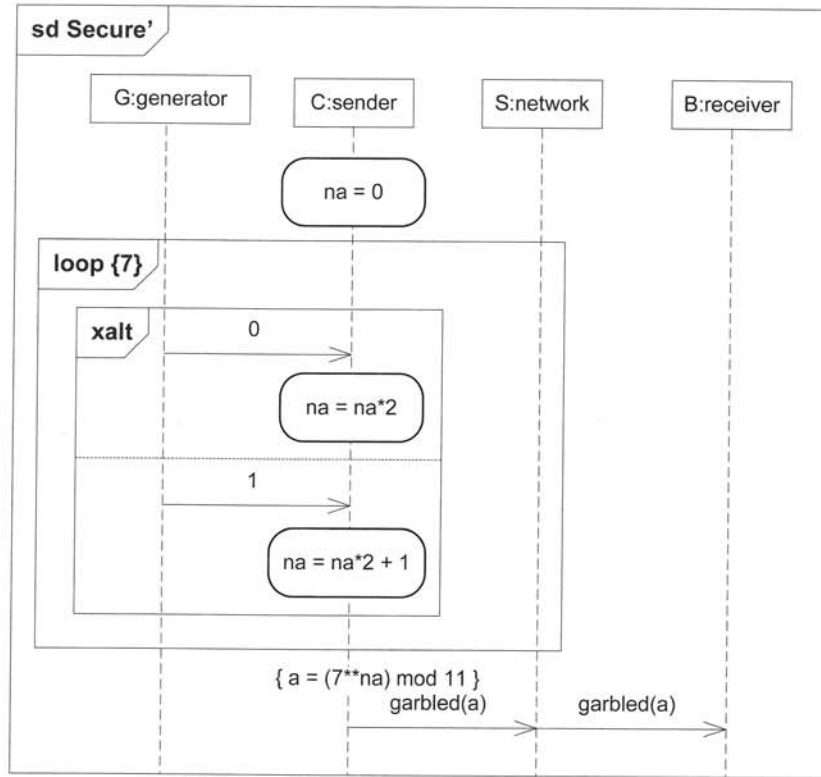 sd Secure’
G:generator
C:sender
S:network
B:receiver
na = 0
loop {7}
xalt
0
na = na*2
1
na = na*2 + 1
{ a = (7**na) mod 11 }
garbled(a)
garbled(a)